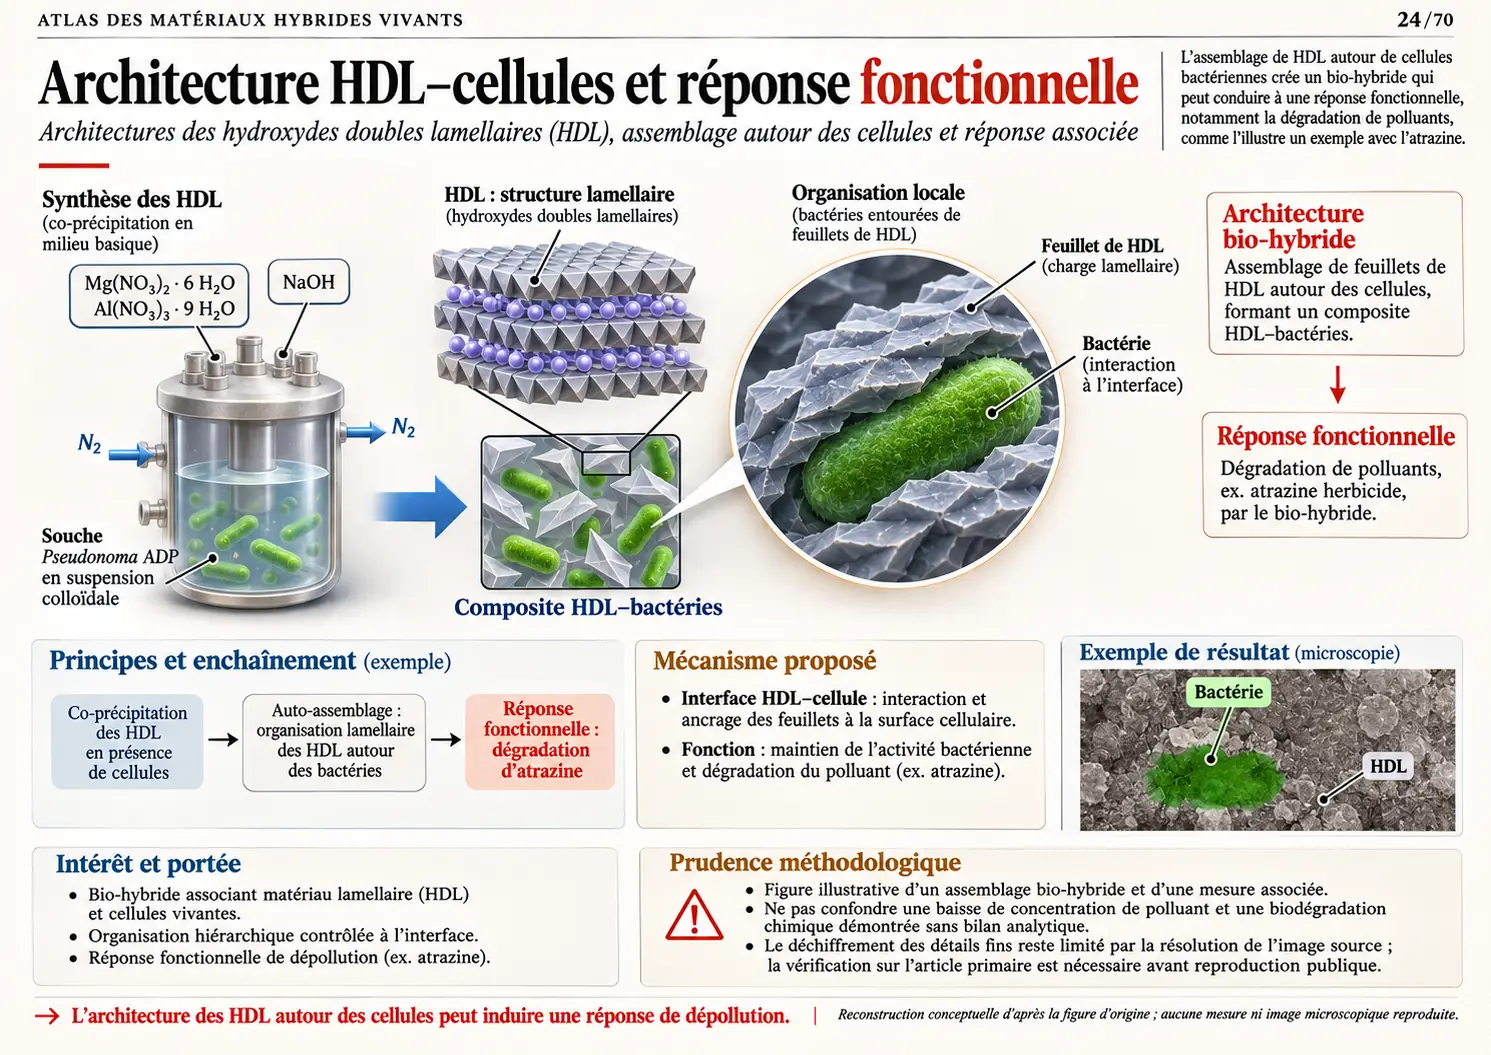 ATLAS DES MATÉRIAUX HYBRIDES VIVANTS
24/70
Architecture HDL–cellules et réponse fonctionnelle
Architectures des hydroxydes doubles lamellaires (HDL), assemblage autour des cellules et réponse associée
L’assemblage de HDL autour de cellules
bactériennes crée un bio-hybride qui
peut conduire à une réponse fonctionnelle,
notamment la dégradation de polluants,
comme l’illustre un exemple avec l’atrazine.
Synthèse des HDL
(co-précipitation en
milieu basique)
Mg(NO₃)₂ · 6 H₂O
Al(NO₃)₃ · 9 H₂O
NaOH
N₂
N₂
Souche
Pseudonoma ADP
en suspension
colloïdale
HDL : structure lamellaire
(hydroxydes doubles lamellaires)
Composite HDL–bactéries
Organisation locale
(bactéries entourées de
feuillets de HDL)
Feuillet de HDL
(charge lamellaire)
Bactérie
(interaction
à l’interface)
Architecture
bio-hybride
Assemblage de feuillets de
HDL autour des cellules,
formant un composite
HDL–bactéries.
Réponse fonctionnelle
Dégradation de polluants,
ex. atrazine herbicide,
par le bio-hybride.
Principes et enchaînement (exemple)
Co-précipitation
des HDL
en présence
de cellules
Auto-assemblage :
organisation lamellaire
des HDL autour
des bactéries
Réponse
fonctionnelle :
dégradation
d’atrazine
Mécanisme proposé
• Interface HDL–cellule : interaction et
ancrage des feuillets à la surface cellulaire.
• Fonction : maintien de l’activité bactérienne
et dégradation du polluant (ex. atrazine).
Exemple de résultat (microscopie)
Bactérie
HDL
Intérêt et portée
• Bio-hybride associant matériau lamellaire (HDL)
et cellules vivantes.
• Organisation hiérarchique contrôlée à l’interface.
• Réponse fonctionnelle de dépollution (ex. atrazine).
Prudence méthodologique
• Figure illustrative d’un assemblage bio-hybride et d’une mesure associée.
• Ne pas confondre une baisse de concentration de polluant et une biodégradation
chimique démontrée sans bilan analytique.
• Le déchiffrement des détails fins reste limité par la résolution de l’image source ;
la vérification sur l’article primaire est nécessaire avant reproduction publique.
→ L’architecture des HDL autour des cellules peut induire une réponse de dépollution.
Reconstruction conceptuelle d’après la figure d’origine ; aucune mesure ni image microscopique reproduite.